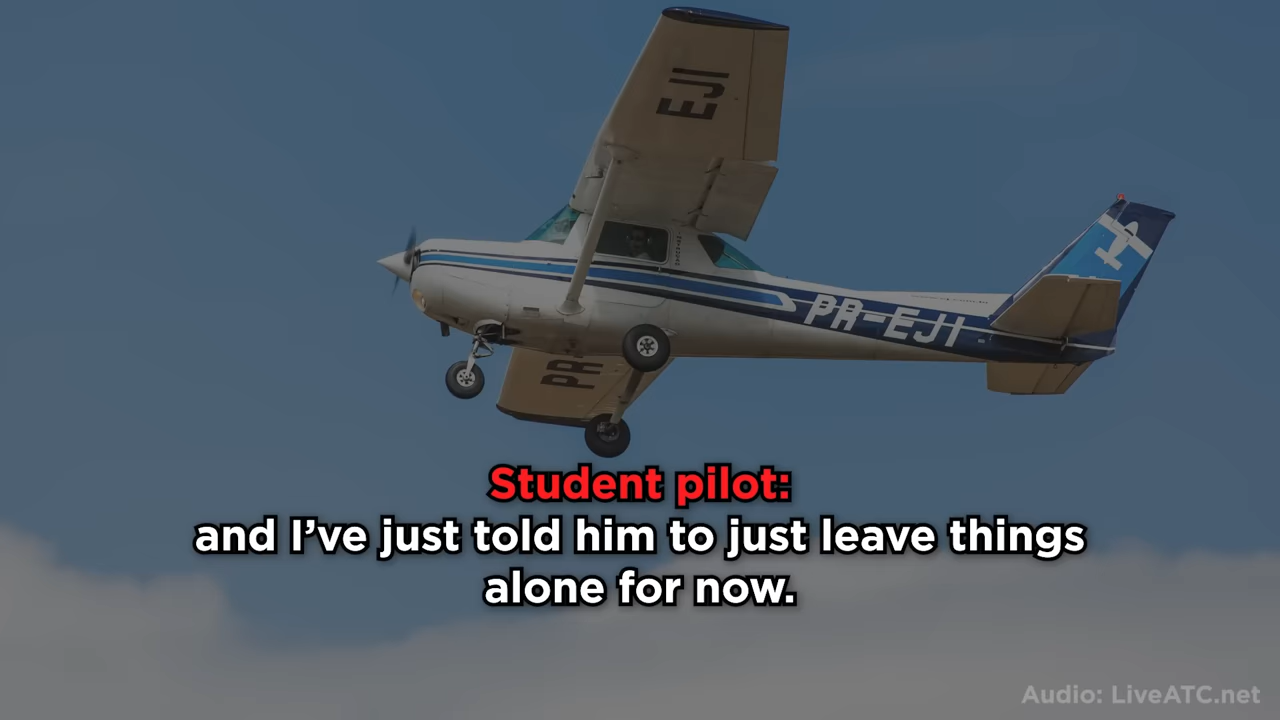 EJI
PR-EJI
PR
Student pilot:
and I’ve just told him to just leave things
alone for now.
Audio: LiveATC.net